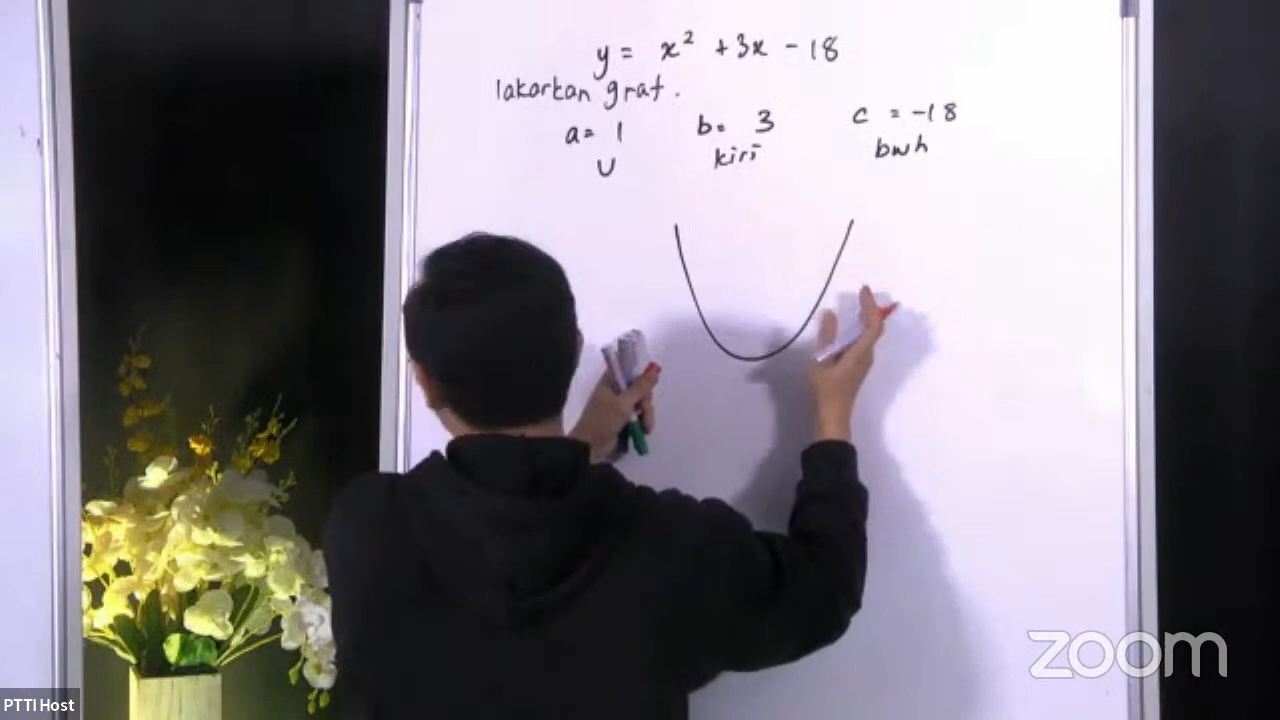 y = x² +3x - 18
lakarkan graf.
a= 1 b= 3 c = -18
U kiri bwh
zoom
PTTI Host